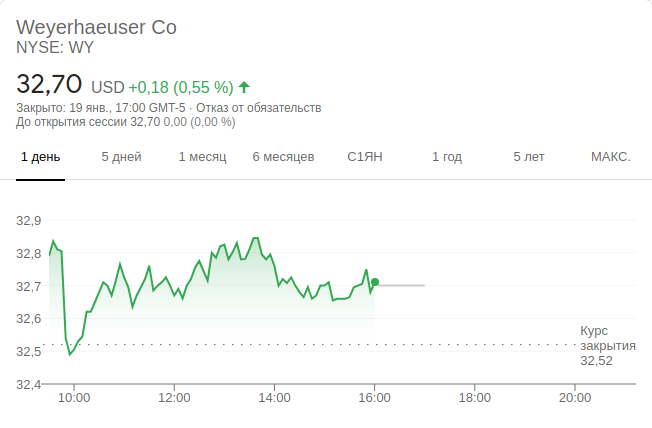 Weyerhaeuser Co
NYSE: WY
32,70 USD +0,18 (0,55 %)
Закрыто: 19 янв., 17:00 GMT-5 · Отказ от обязательств
До открытия сессии 32,70 0,00 (0,00 %)
1 день 5 дней 1 месяц 6 месяцев С1ЯН 1 год 5 лет МАКС.
32,9
32,8
32,7
32,6
Курс
закрытия
32,52
32,5
32,4
10:00 12:00 14:00 16:00 18:00 20:00